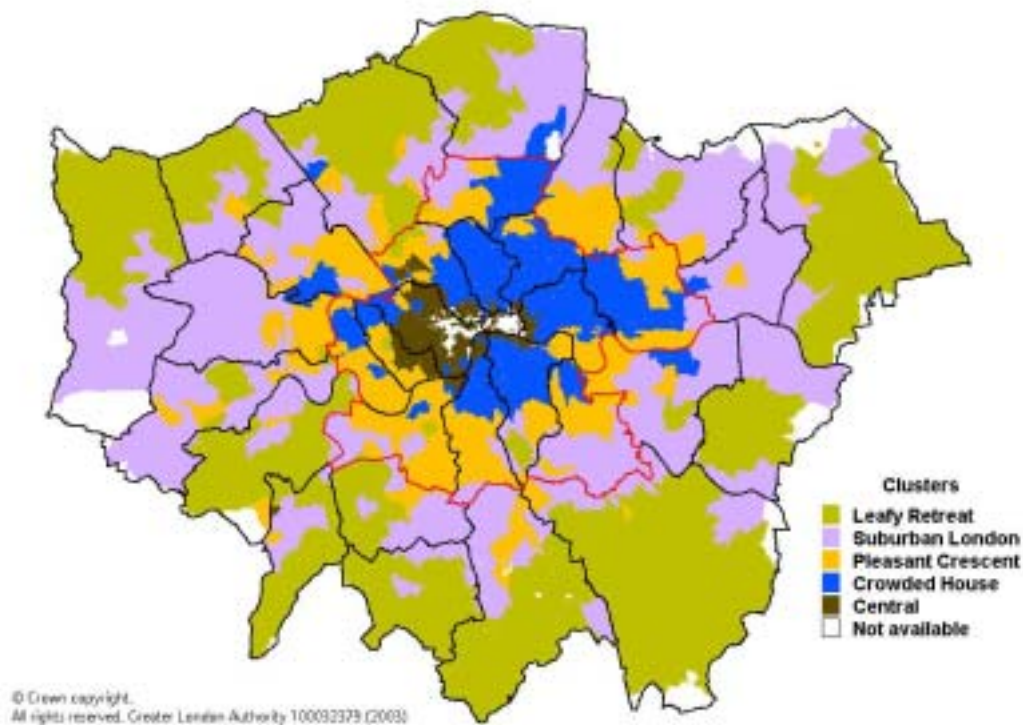 Clusters
Leafy Retreat
Suburban London
Pleasant Crescent
Crowded House
Central
Not available
© Crown copyright.
All rights reserved. Greater London Authority 100032379 (2003)